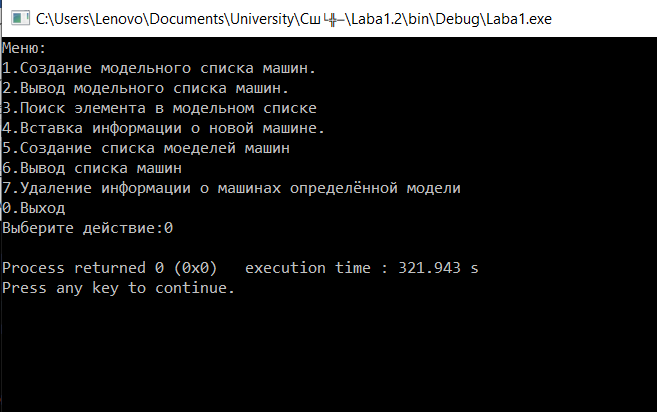 C:\Users\Lenovo\Documents\University\Сш└╬─\Laba1.2\bin\Debug\Laba1.exe
Меню:
1.Создание модельного списка машин.
2.Вывод модельного списка машин.
3.Поиск элемента в модельном списке
4.Вставка информации о новой машине.
5.Создание списка моеделей машин
6.Вывод списка машин
7.Удаление информации о машинах определённой модели
0.Выход
Выберите действие:0
Process returned 0 (0x0)   execution time : 321.943 s
Press any key to continue.